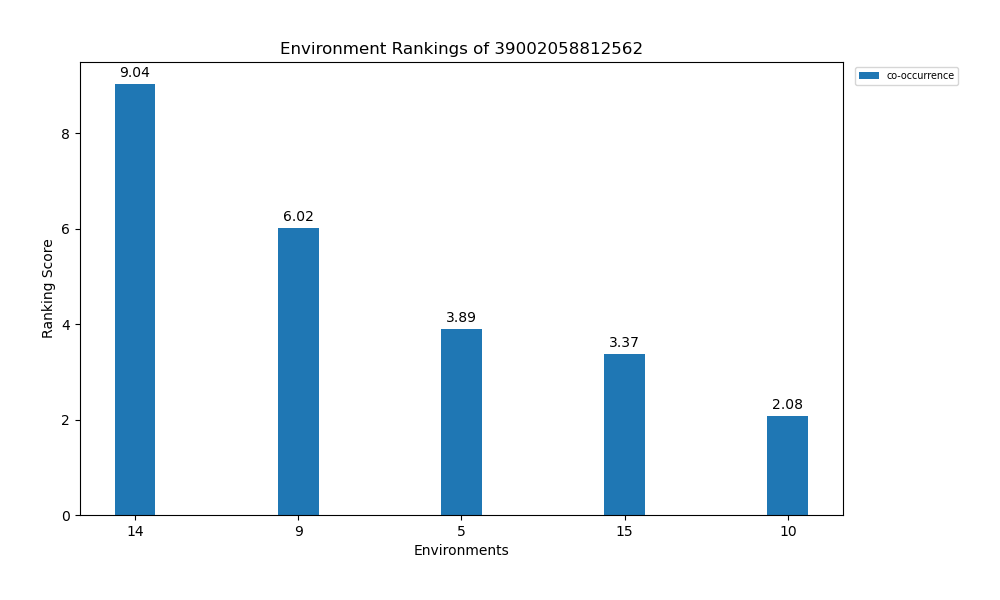 Environment Rankings of 39002058812562
co-occurrence
9.04
6.02
3.89
3.37
2.08
8
6
4
2
0
Ranking Score
14 9 5 15 10
Environments